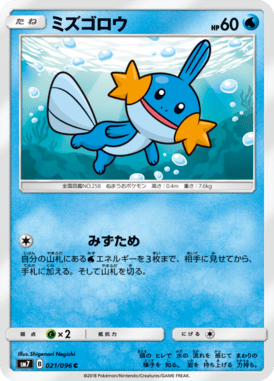 たね
ミズゴロウ
HP60
全国図鑑NO.258 ぬまうおポケモン 高さ：0.4m 重さ：7.6kg
みずため
自分の山札にある エネルギーを3枚まで、相手に見せてから、
手札に加える。そして山札を切る。
弱点 ×2 抵抗力 にげる
Illus. Shigenori Negishi
sm7 021/096 C
©2018 Pokémon/Nintendo/Creatures/GAME FREAK.